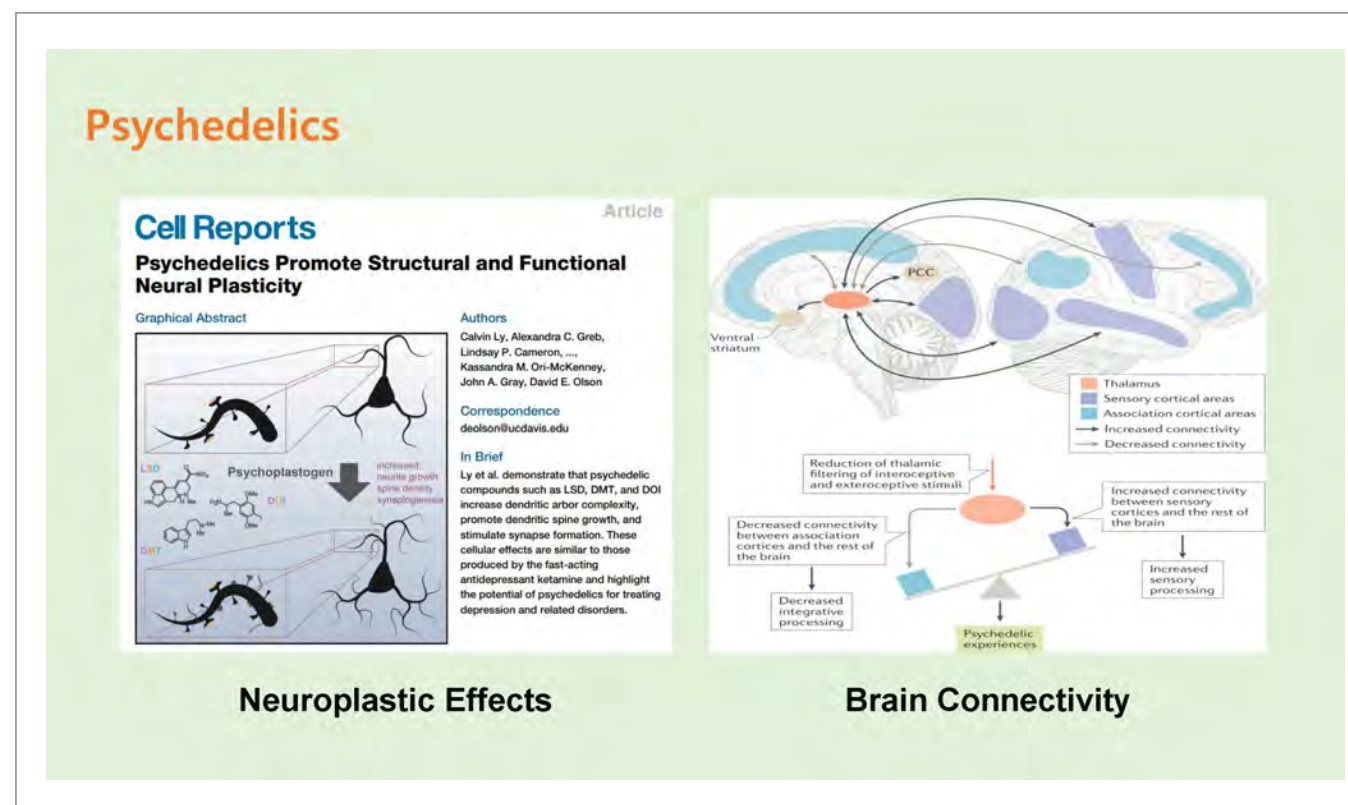 Psychedelics
Article
Cell Reports
Psychedelics Promote Structural and Functional
Neural Plasticity
Graphical Abstract
LSD
Psychoplastogen
DOI
DMT
increased:
neurite growth
spine density
synaptogenesis
Authors
Calvin Ly, Alexandra C. Greb,
Lindsay P. Cameron, ...,
Kassandra M. Ori-McKenney,
John A. Gray, David E. Olson
Correspondence
deolson@ucdavis.edu
In Brief
Ly et al. demonstrate that psychedelic
compounds such as LSD, DMT, and DOI
increase dendritic arbor complexity,
promote dendritic spine growth, and
stimulate synapse formation. These
cellular effects are similar to those
produced by the fast-acting
antidepressant ketamine and highlight
the potential of psychedelics for treating
depression and related disorders.
Neuroplastic Effects
PCC
Ventral
striatum
Thalamus
Sensory cortical areas
Association cortical areas
Increased connectivity
Decreased connectivity
Reduction of thalamic
filtering of interoceptive
and exteroceptive stimuli
Decreased connectivity
between association
cortices and the rest of
the brain
Increased connectivity
between sensory
cortices and the rest of
the brain
Decreased
integrative
processing
Increased
sensory
processing
Psychedelic
experiences
Brain Connectivity